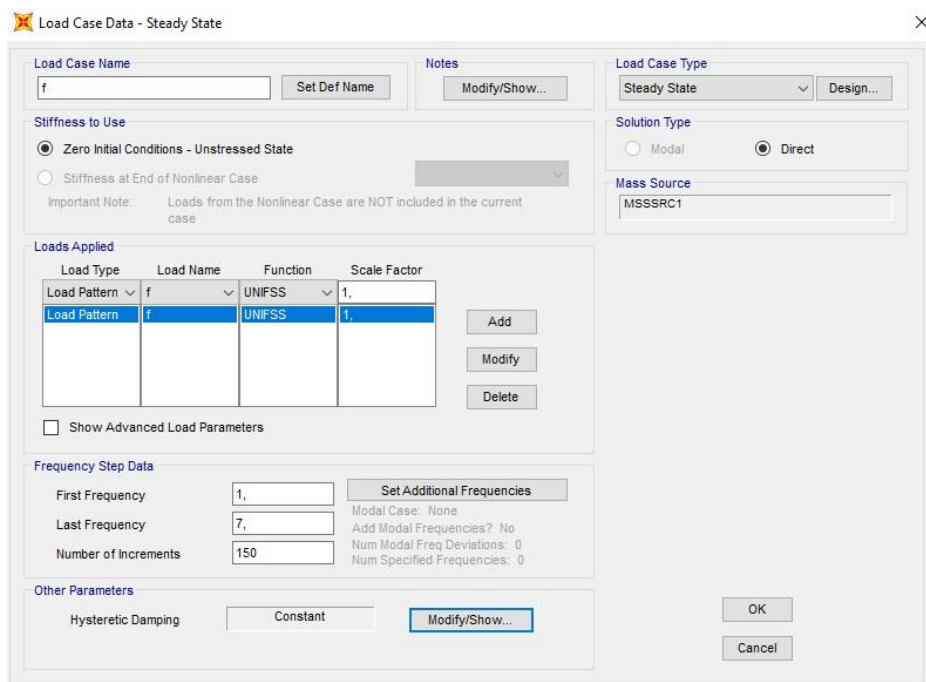 Load Case Data - Steady State
Load Case Name
f
Set Def Name
Notes
Modify/Show...
Load Case Type
Steady State
Design...
Stiffness to Use
Zero Initial Conditions - Unstressed State
Stiffness at End of Nonlinear Case
Important Note: Loads from the Nonlinear Case are NOT included in the current
case
Solution Type
Modal Direct
Mass Source
MSSSRC1
Loads Applied
Load Type Load Name Function Scale Factor
Load Pattern f UNIFSS 1,
Load Pattern f UNIFSS 1,
Add
Modify
Delete
Show Advanced Load Parameters
Frequency Step Data
First Frequency 1,
Last Frequency 7,
Number of Increments 150
Set Additional Frequencies
Modal Case: None
Add Modal Frequencies? No
Num Modal Freq Deviations: 0
Num Specified Frequencies: 0
Other Parameters
Hysteretic Damping Constant Modify/Show...
OK
Cancel